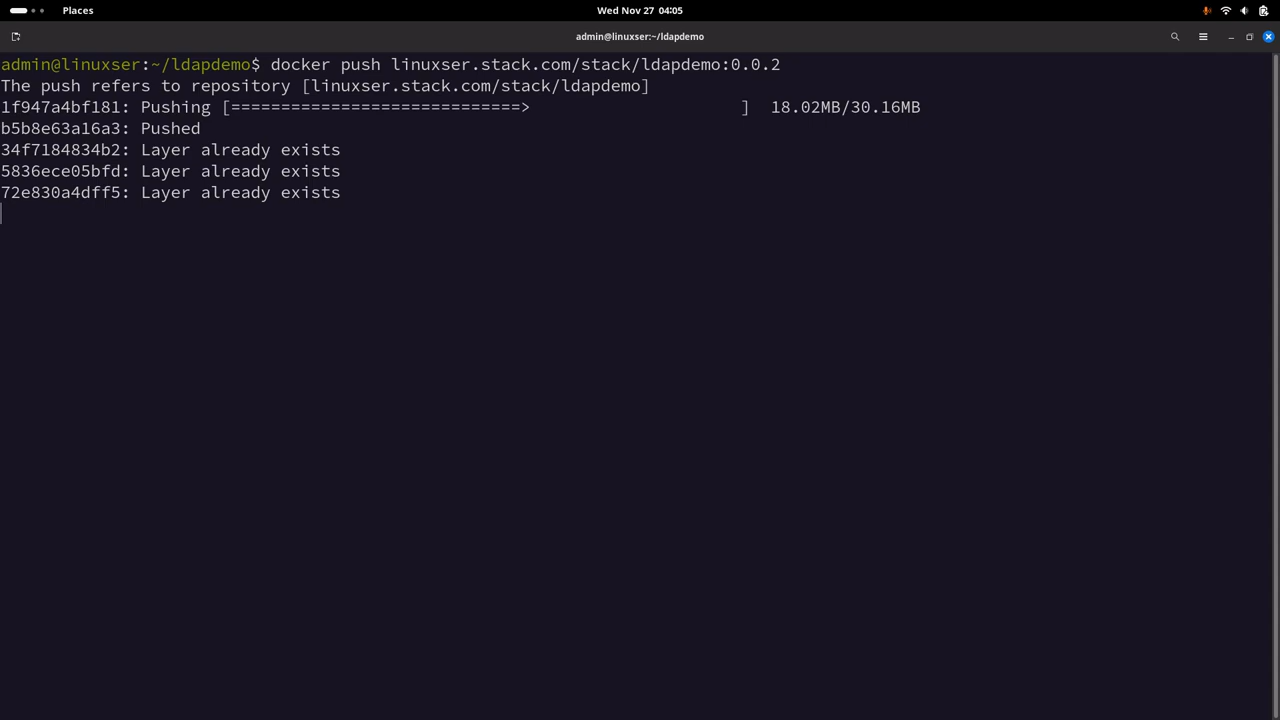 Places
Wed Nov 27 04:05
admin@linuxser:~/ldapdemo
admin@linuxser:~/ldapdemo$ docker push linuxser.stack.com/stack/ldapdemo:0.0.2
The push refers to repository [linuxser.stack.com/stack/ldapdemo]
1f947a4bf181: Pushing [=============================>                     ]  18.02MB/30.16MB
b5b8e63a16a3: Pushed
34f7184834b2: Layer already exists
5836ece05bfd: Layer already exists
72e830a4dff5: Layer already exists